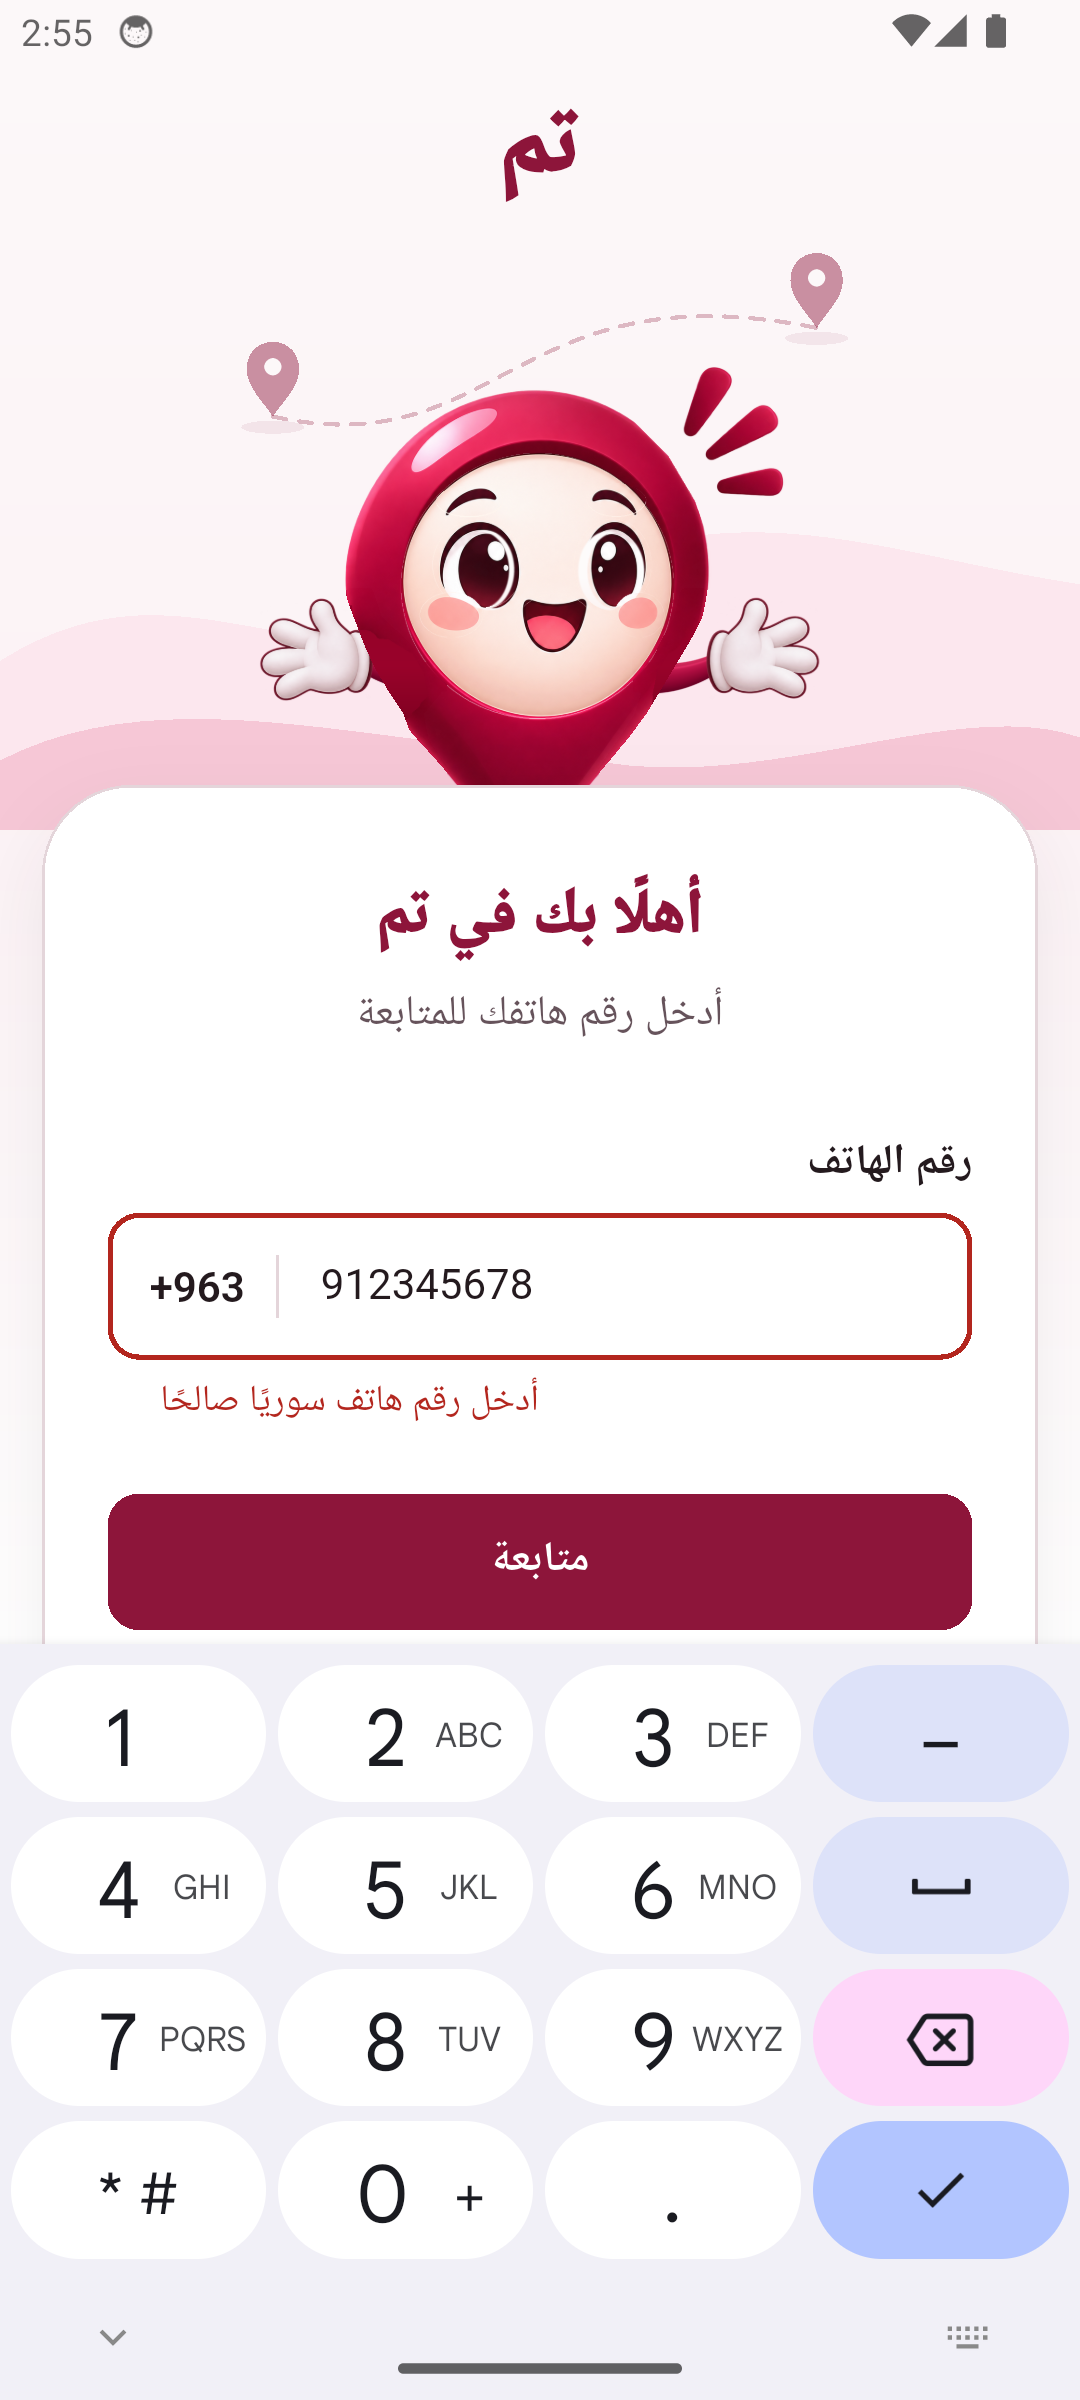 2:55
تم
أهلًا بك في تم
أدخل رقم هاتفك للمتابعة
رقم الهاتف
+963 912345678
أدخل رقم هاتف سوريًا صالحًا
متابعة
1 2 ABC 3 DEF –
4 GHI 5 JKL 6 MNO
7 PQRS 8 TUV 9 WXYZ
* # 0 + .